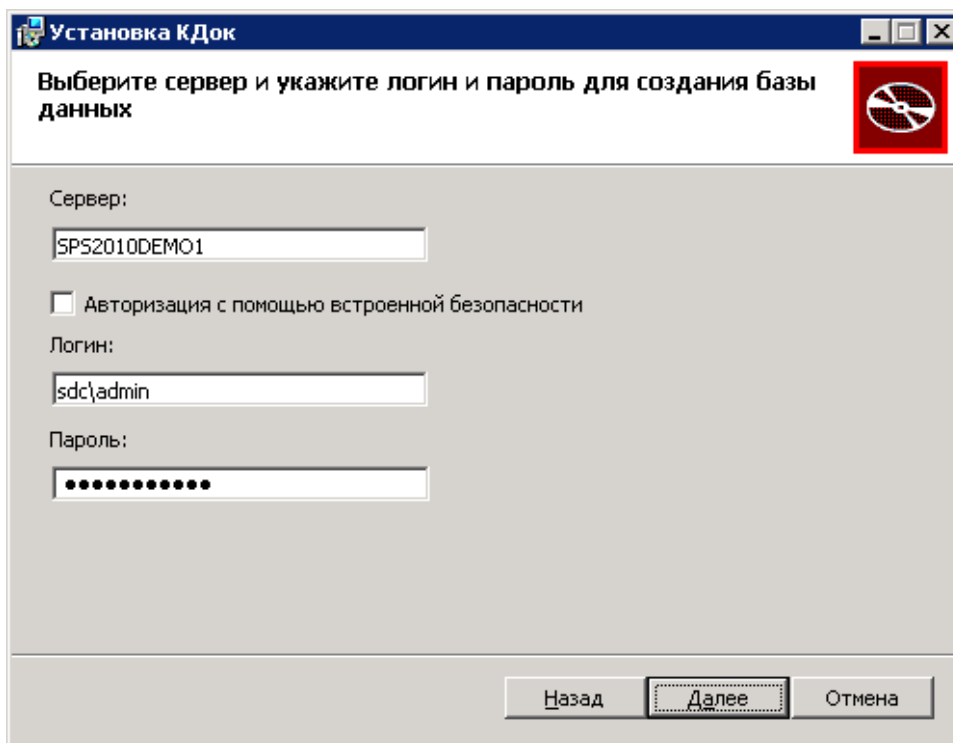 Установка КДок
Выберите сервер и укажите логин и пароль для создания базы
данных
Сервер:
SPS2010DEMO1
Авторизация с помощью встроенной безопасности
Логин:
sdc\admin
Пароль:
●●●●●●●●●●●
Назад Далее Отмена